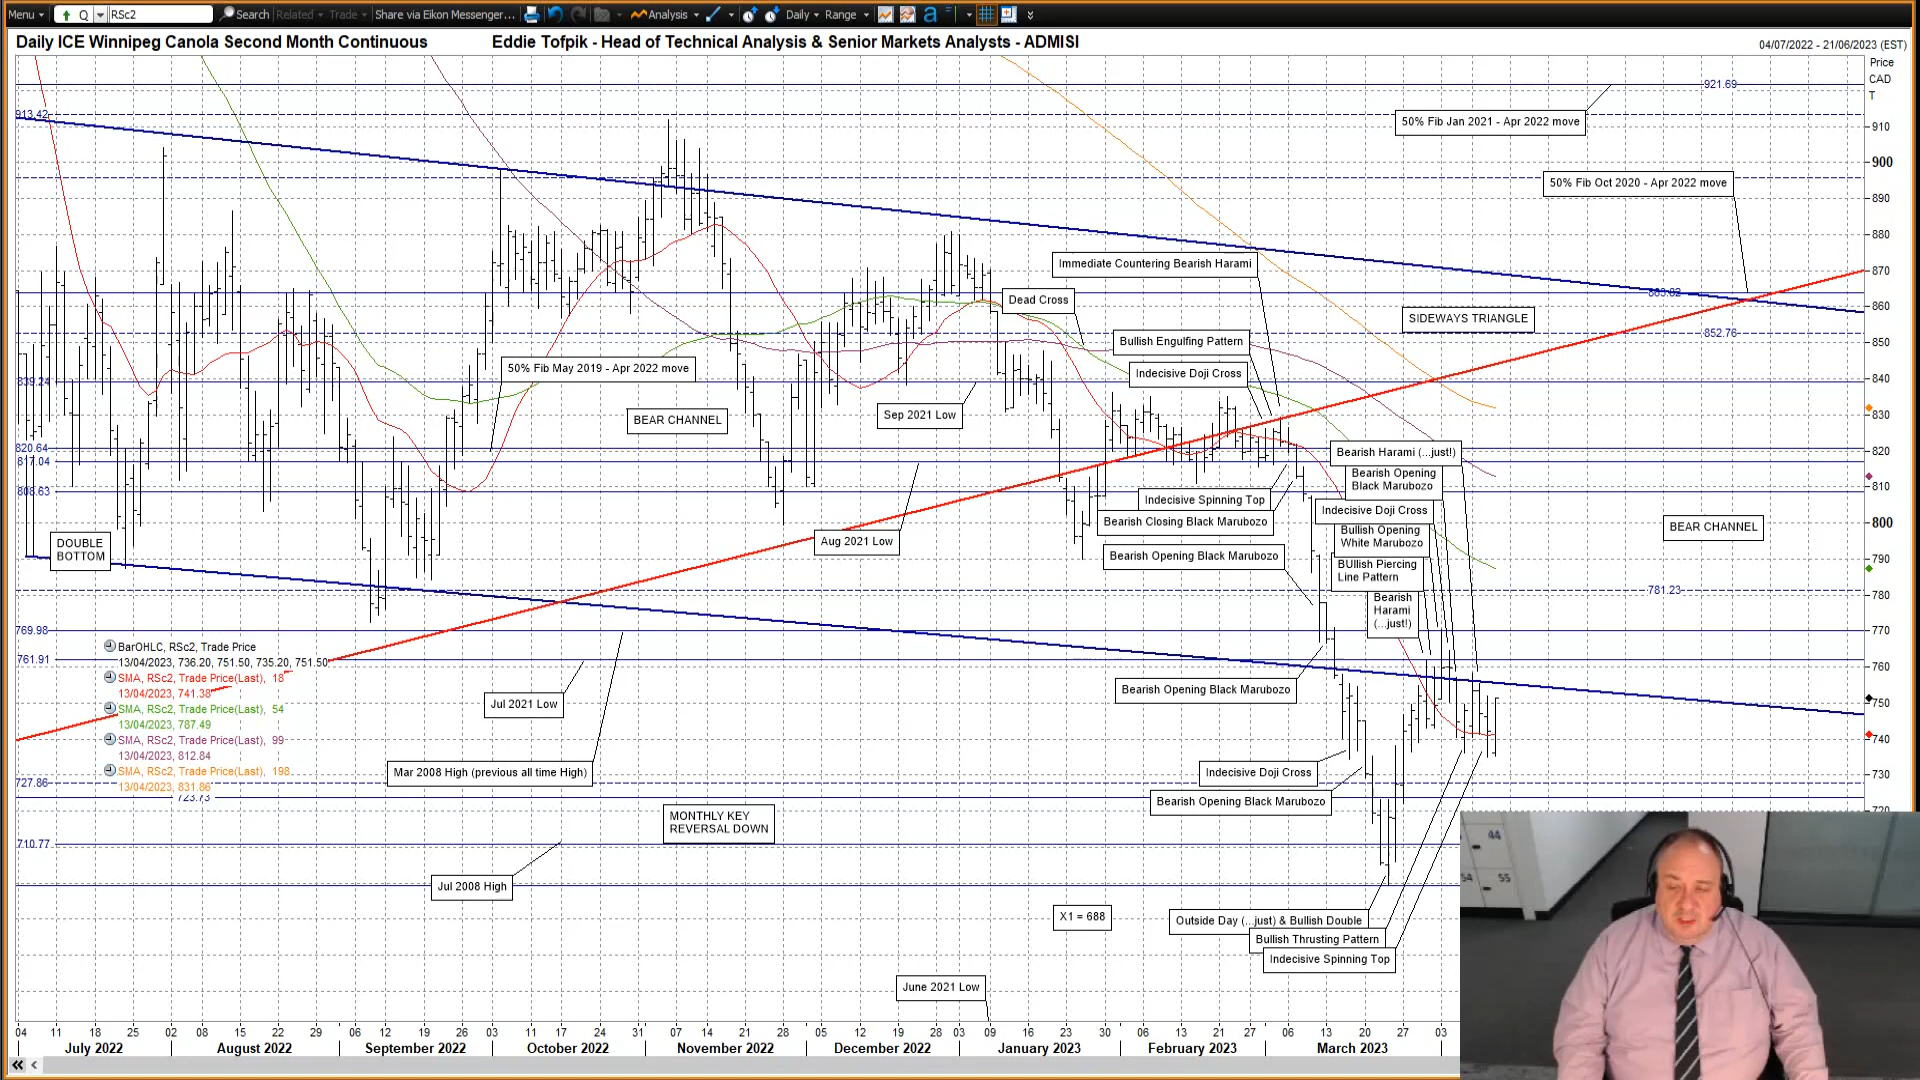 Menu
Q
RSc2
Search
Related
Trade
Share via Eikon Messenger...
Analysis
Daily
Range
a
Daily ICE Winnipeg Canola Second Month Continuous
Eddie Tofpik - Head of Technical Analysis & Senior Markets Analysts - ADMISI
04/07/2022 - 21/06/2023 (EST)
Price
CAD
T
921.69
913.42
50% Fib Jan 2021 - Apr 2022 move
910
900
50% Fib Oct 2020 - Apr 2022 move
890
880
Immediate Countering Bearish Harami
870
863.82
Dead Cross
860
SIDEWAYS TRIANGLE
852.76
Bullish Engulfing Pattern
850
50% Fib May 2019 - Apr 2022 move
Indecisive Doji Cross
839.24
840
830
Sep 2021 Low
BEAR CHANNEL
820.64
820
Bearish Harami (...just!)
817.04
Bearish Opening
Black Marubozo
810
808.63
Indecisive Spinning Top
Indecisive Doji Cross
Bearish Closing Black Marubozo
800
BEAR CHANNEL
Bullish Opening
White Marubozo
Aug 2021 Low
DOUBLE
BOTTOM
Bearish Opening Black Marubozo
790
BUllish Piercing
Line Pattern
781.23
780
Bearish
Harami
(...just!)
769.98
770
BarOHLC, RSc2, Trade Price
13/04/2023, 736.20, 751.50, 735.20, 751.50
761.91
760
SMA, RSc2, Trade Price(Last), 18
13/04/2023, 741.38
Bearish Opening Black Marubozo
Jul 2021 Low
750
SMA, RSc2, Trade Price(Last), 54
13/04/2023, 787.49
SMA, RSc2, Trade Price(Last), 99
740
13/04/2023, 812.84
SMA, RSc2, Trade Price(Last), 198
13/04/2023, 831.86
Mar 2008 High (previous all time High)
Indecisive Doji Cross
730
727.86
723.73
Bearish Opening Black Marubozo
720
MONTHLY KEY
REVERSAL DOWN
710.77
Jul 2008 High
44
54
55
X1 = 688
Outside Day (...just) & Bullish Double
Bullish Thrusting Pattern
Indecisive Spinning Top
June 2021 Low
04 11 18 25 02 08 15 22 29 06 12 19 26 03 11 17 24 31 07 14 21 28 05 12 19 28 03 09 16 23 30 06 13 21 27 06 13 20 27 03
July 2022 August 2022 September 2022 October 2022 November 2022 December 2022 January 2023 February 2023 March 2023